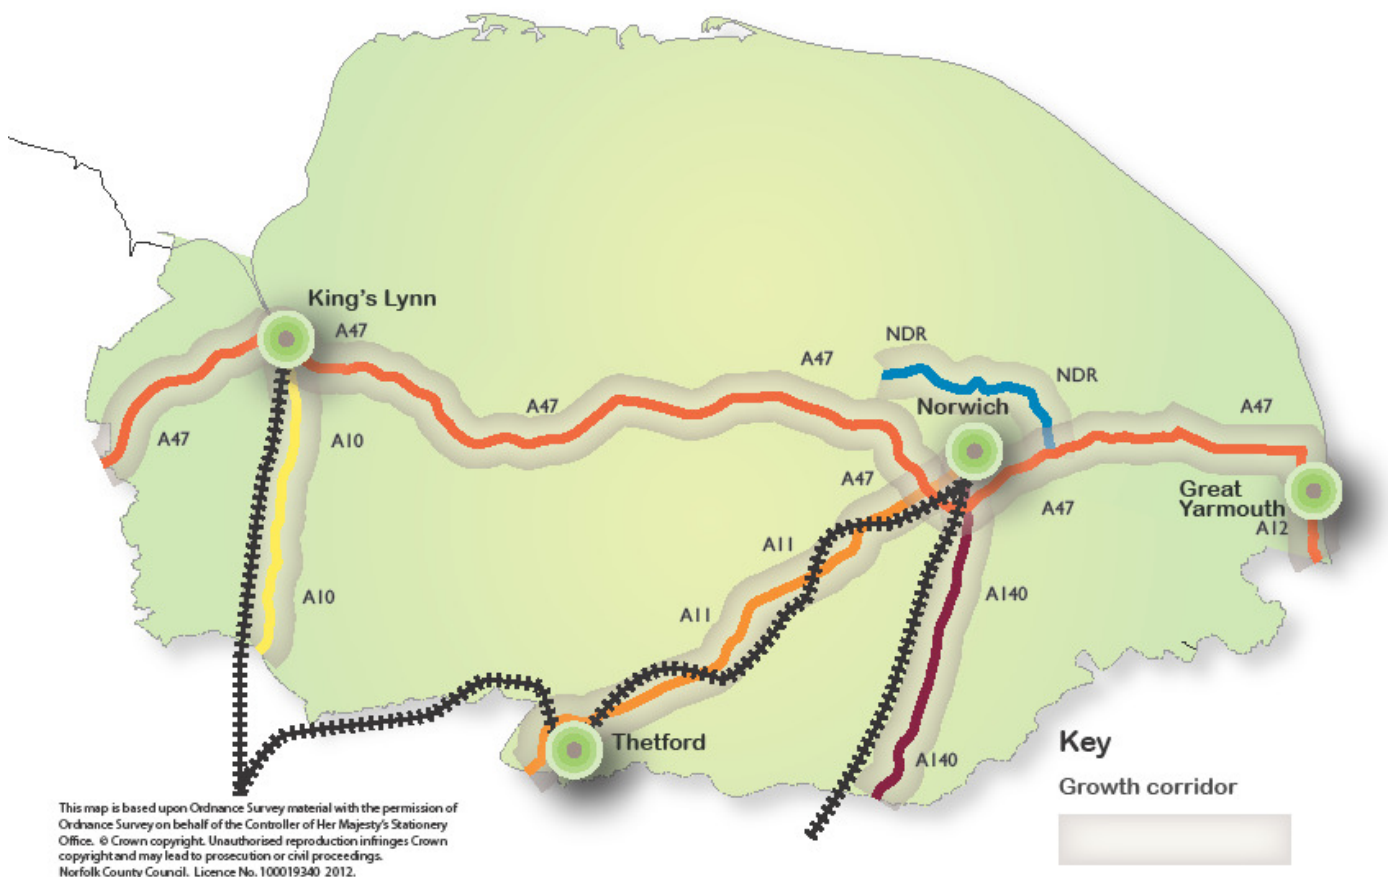 King's Lynn
A47
NDR
A47
NDR
A47
A47
Norwich
A47
A10
A47
Great
Yarmouth
A47
A12
A11
A10
A140
A11
Thetford
A140
Key
Growth corridor
This map is based upon Ordnance Survey material with the permission of
Ordnance Survey on behalf of the Controller of Her Majesty's Stationery
Office. © Crown copyright. Unauthorised reproduction infringes Crown
copyright and may lead to prosecution or civil proceedings.
Norfolk County Council. Licence No. 100019340 2012.